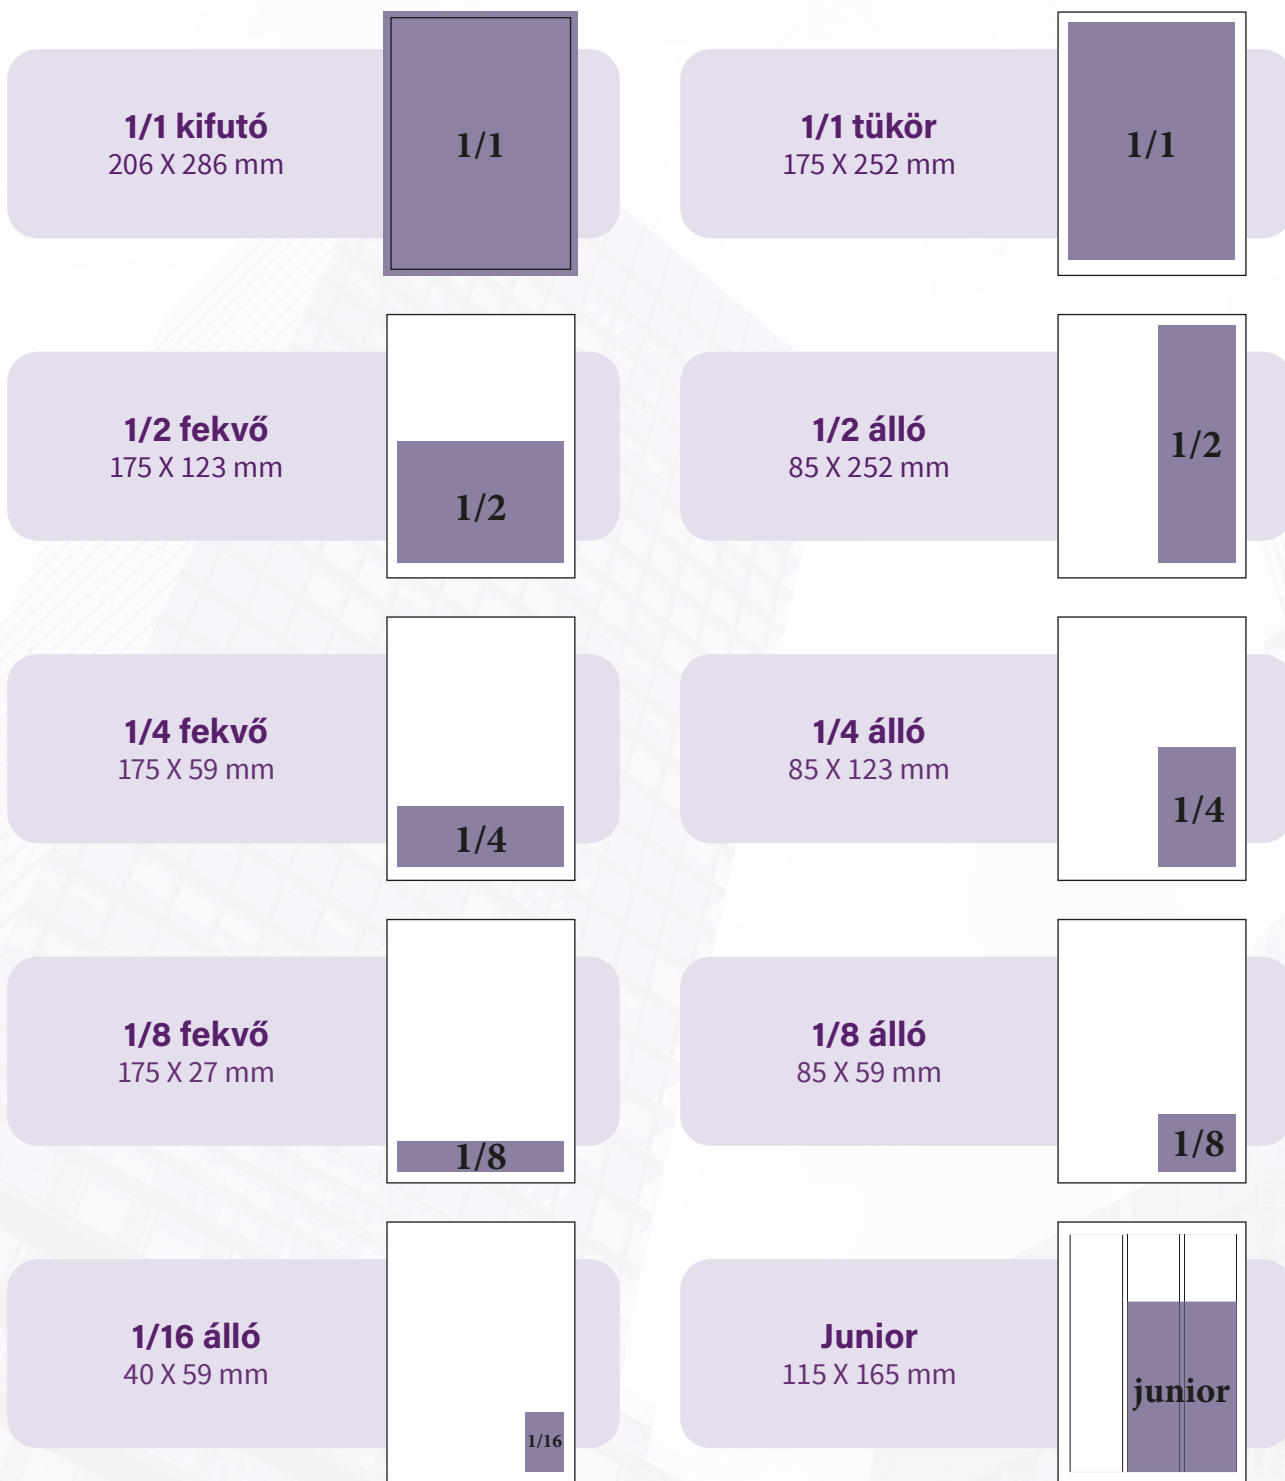 1/1 kifutó
206 X 286 mm
1/1
1/1 tükör
175 X 252 mm
1/1
1/2 fekvő
175 X 123 mm
1/2
1/2 álló
85 X 252 mm
1/2
1/4 fekvő
175 X 59 mm
1/4
1/4 álló
85 X 123 mm
1/4
1/8 fekvő
175 X 27 mm
1/8
1/8 álló
85 X 59 mm
1/8
1/16 álló
40 X 59 mm
1/16
Junior
115 X 165 mm
junior